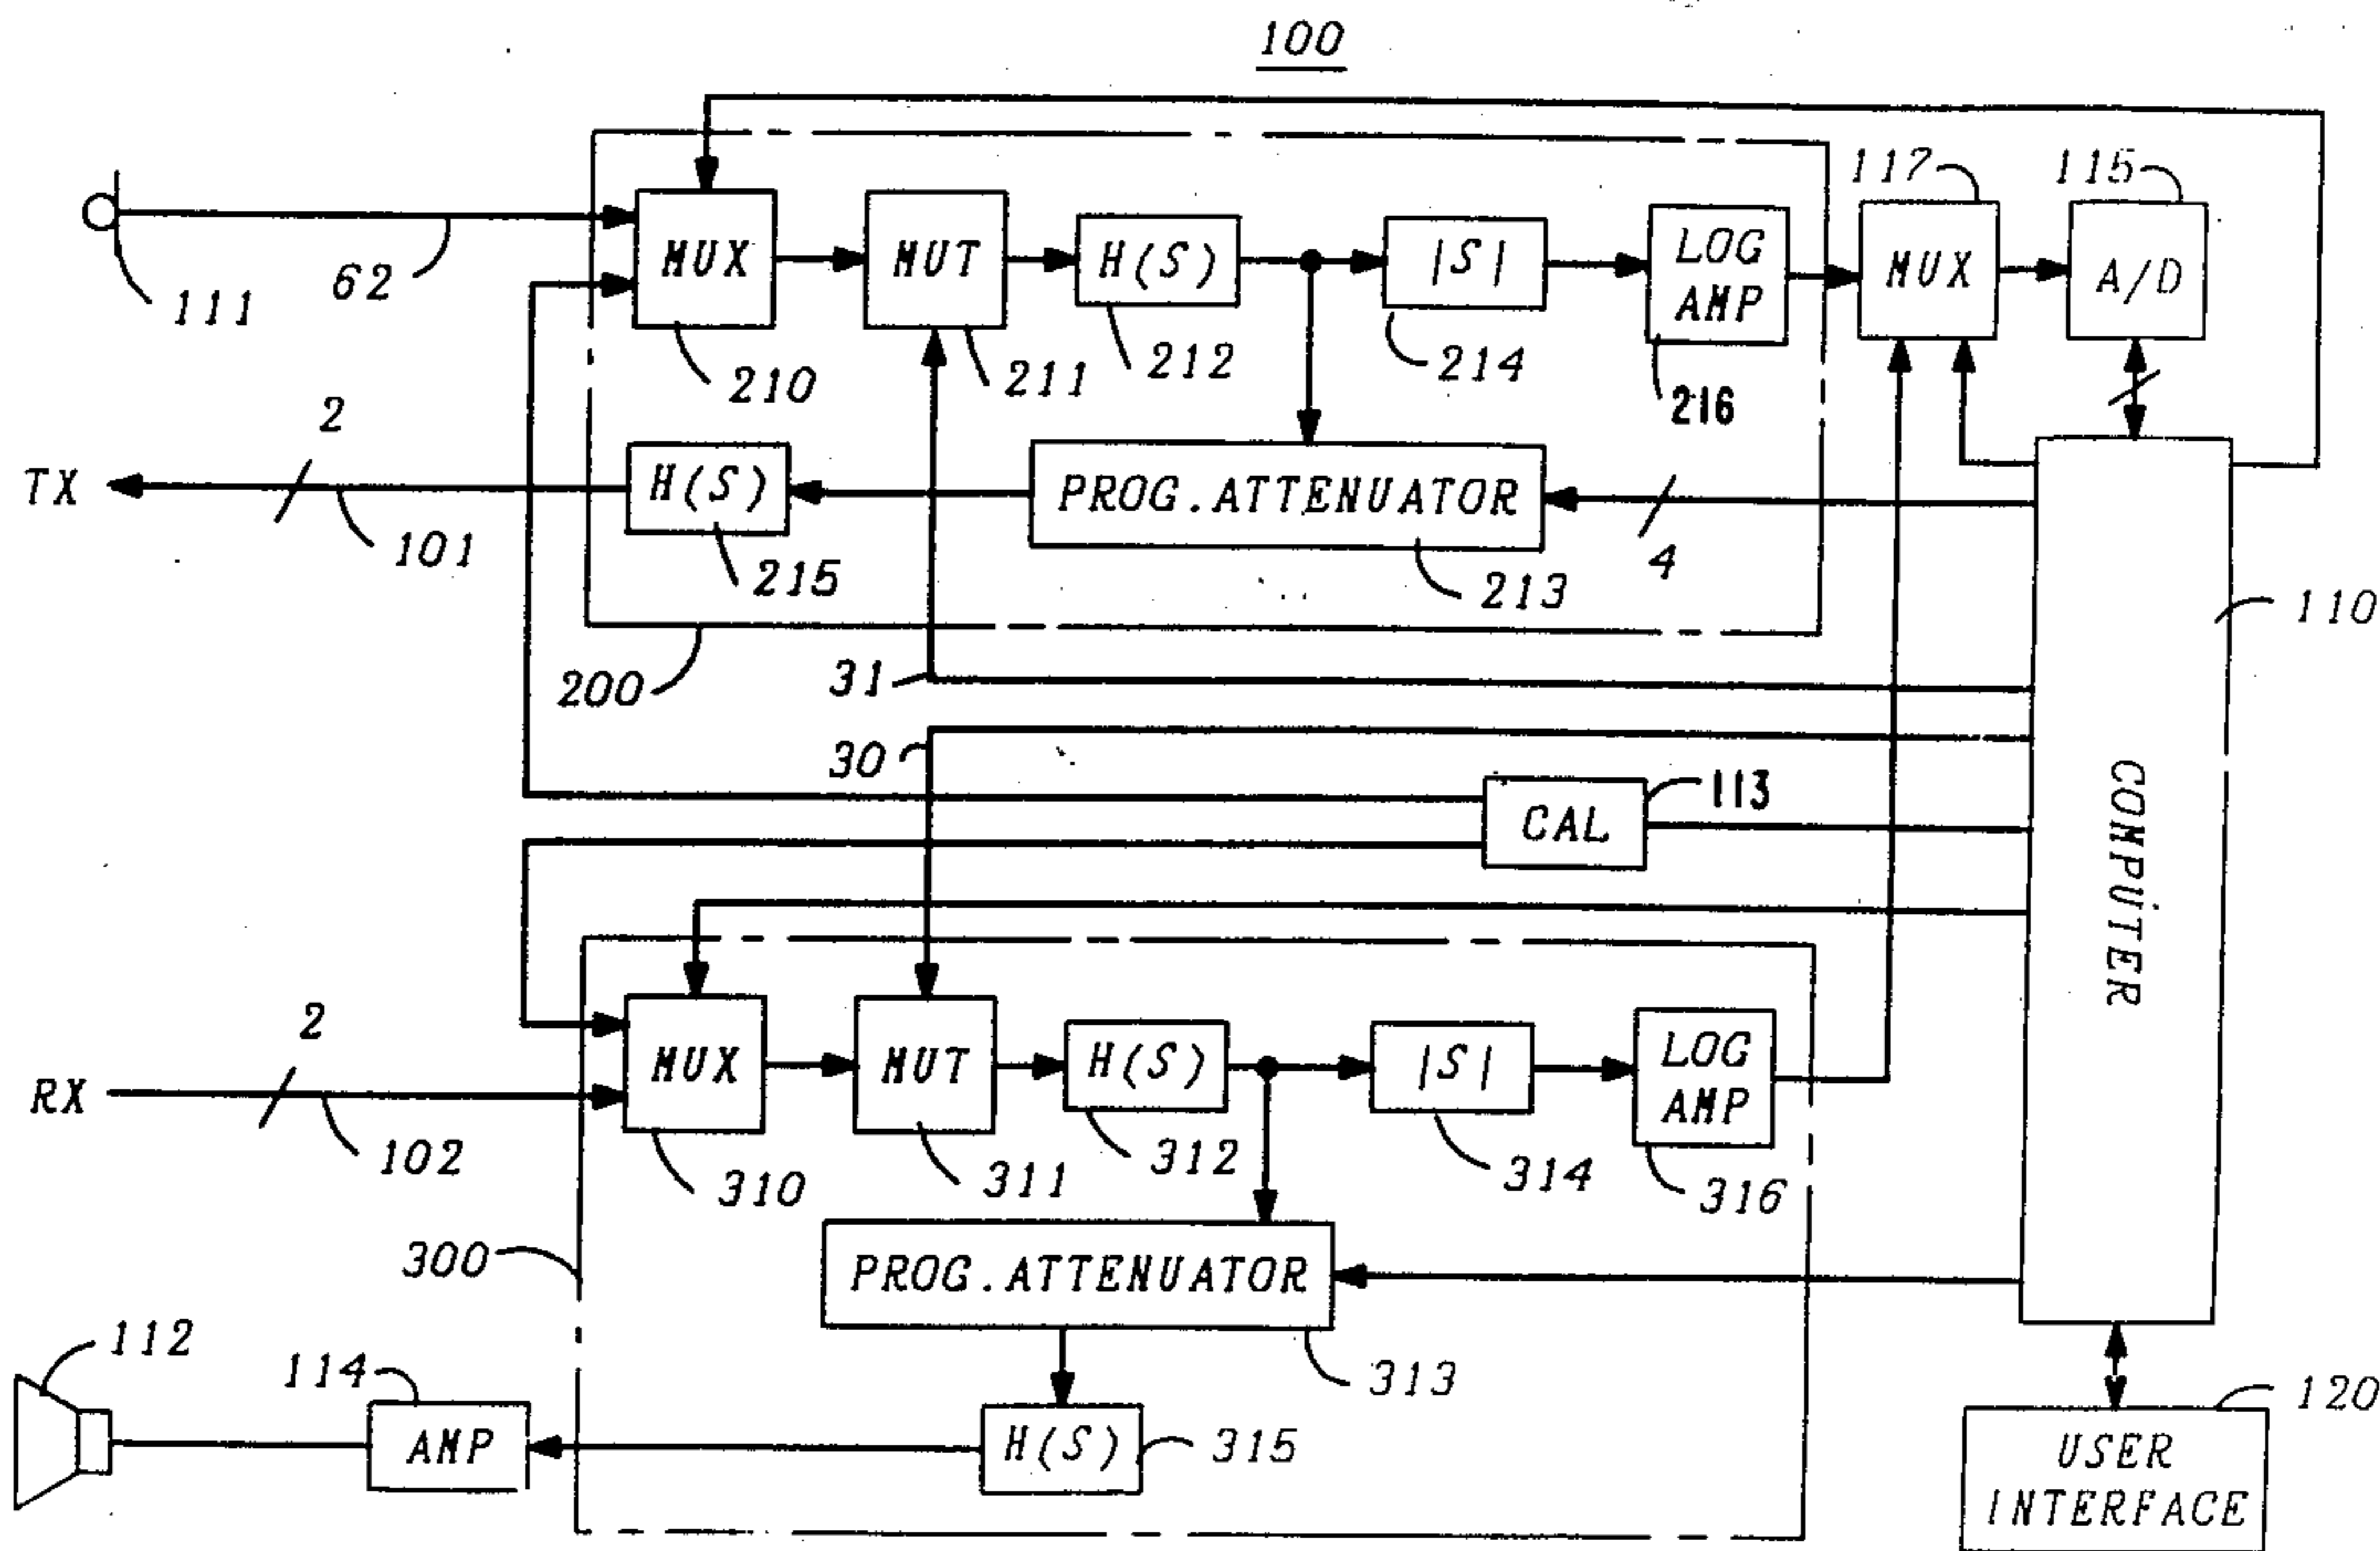 100
117
115
MUX
MUT
H(S)
|S|
LOG
AMP
MUX
A/D
62
111
210
211
212
214
216
2
TX
H(S)
PROG.ATTENUATOR
101
215
213
4
110
200
31
30
113
CAL
COMPUTER
2
RX
MUX
MUT
H(S)
|S|
LOG
AMP
102
310
311
312
314
316
300
PROG.ATTENUATOR
112
114
313
120
AMP
H(S)
315
USER
INTERFACE